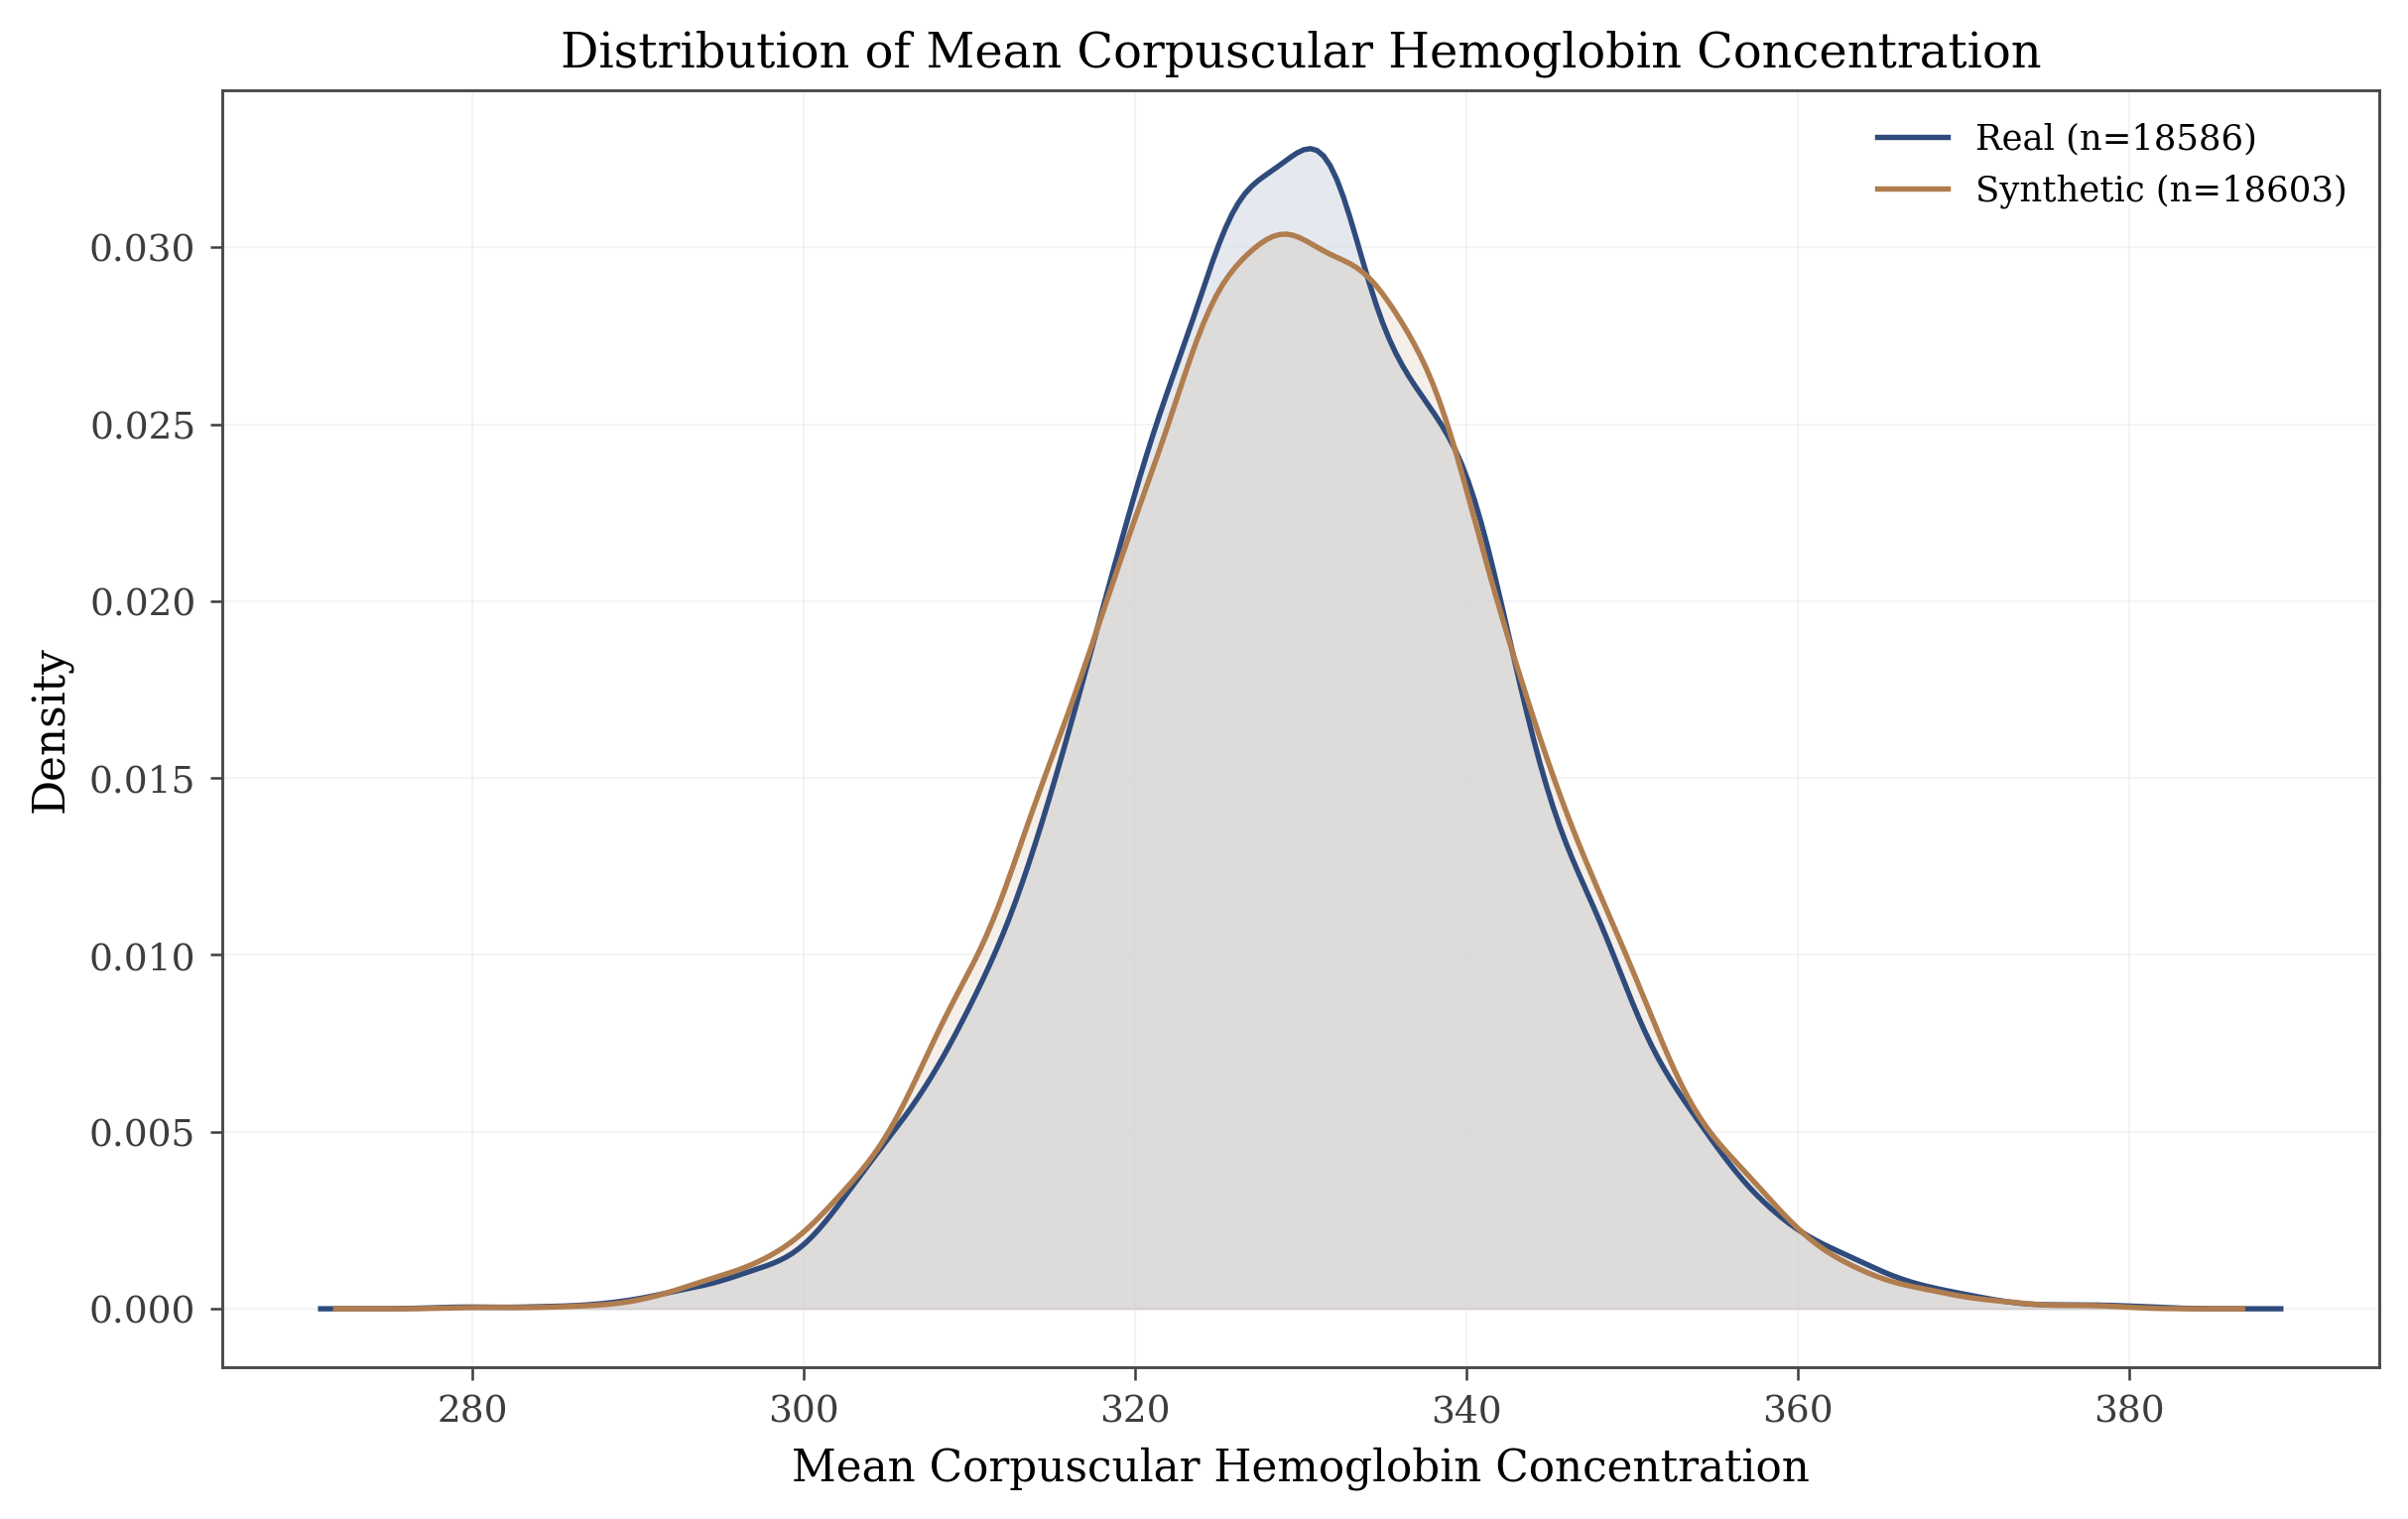 Distribution of Mean Corpuscular Hemoglobin Concentration
Real (n=18586)
Synthetic (n=18603)
Density
0.030
0.025
0.020
0.015
0.010
0.005
0.000
280 300 320 340 360 380
Mean Corpuscular Hemoglobin Concentration